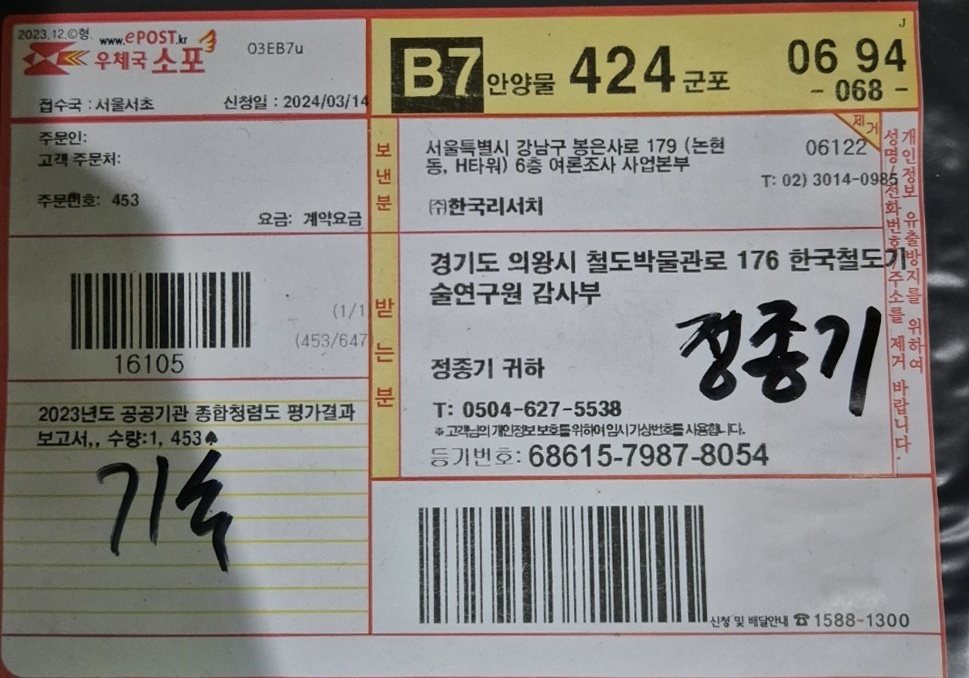 2023.12.©형.
www.ePOST.kr
우체국 소포
03EB7u
접수국 : 서울서초
신청일 : 2024/03/14
B7 안양물 424 군포
06 94
- 068 -
J
주문인:
고객 주문처:
주문번호: 453
요금: 계약요금
보낸분
서울특별시 강남구 봉은사로 179 (논현
동, H타워) 6층 여론조사 사업본부
06122
T: 02) 3014-0985
㈜한국리서치
제거
개인정보 유출방지를 위하여
성명/전화번호/주소를 제거 바랍니다.
16105
(1/1
(453/647
받는분
경기도 의왕시 철도박물관로 176 한국철도기
술연구원 감사부
정종기
정종기 귀하
T: 0504-627-5538
※ 고객님의 개인정보 보호를 위하여 임시 가상번호를 사용합니다.
등기번호: 68615-7987-8054
2023년도 공공기관 종합청렴도 평가결과
보고서,, 수량:1, 453♠
기숙
신청 및 배달안내 ☎1588-1300